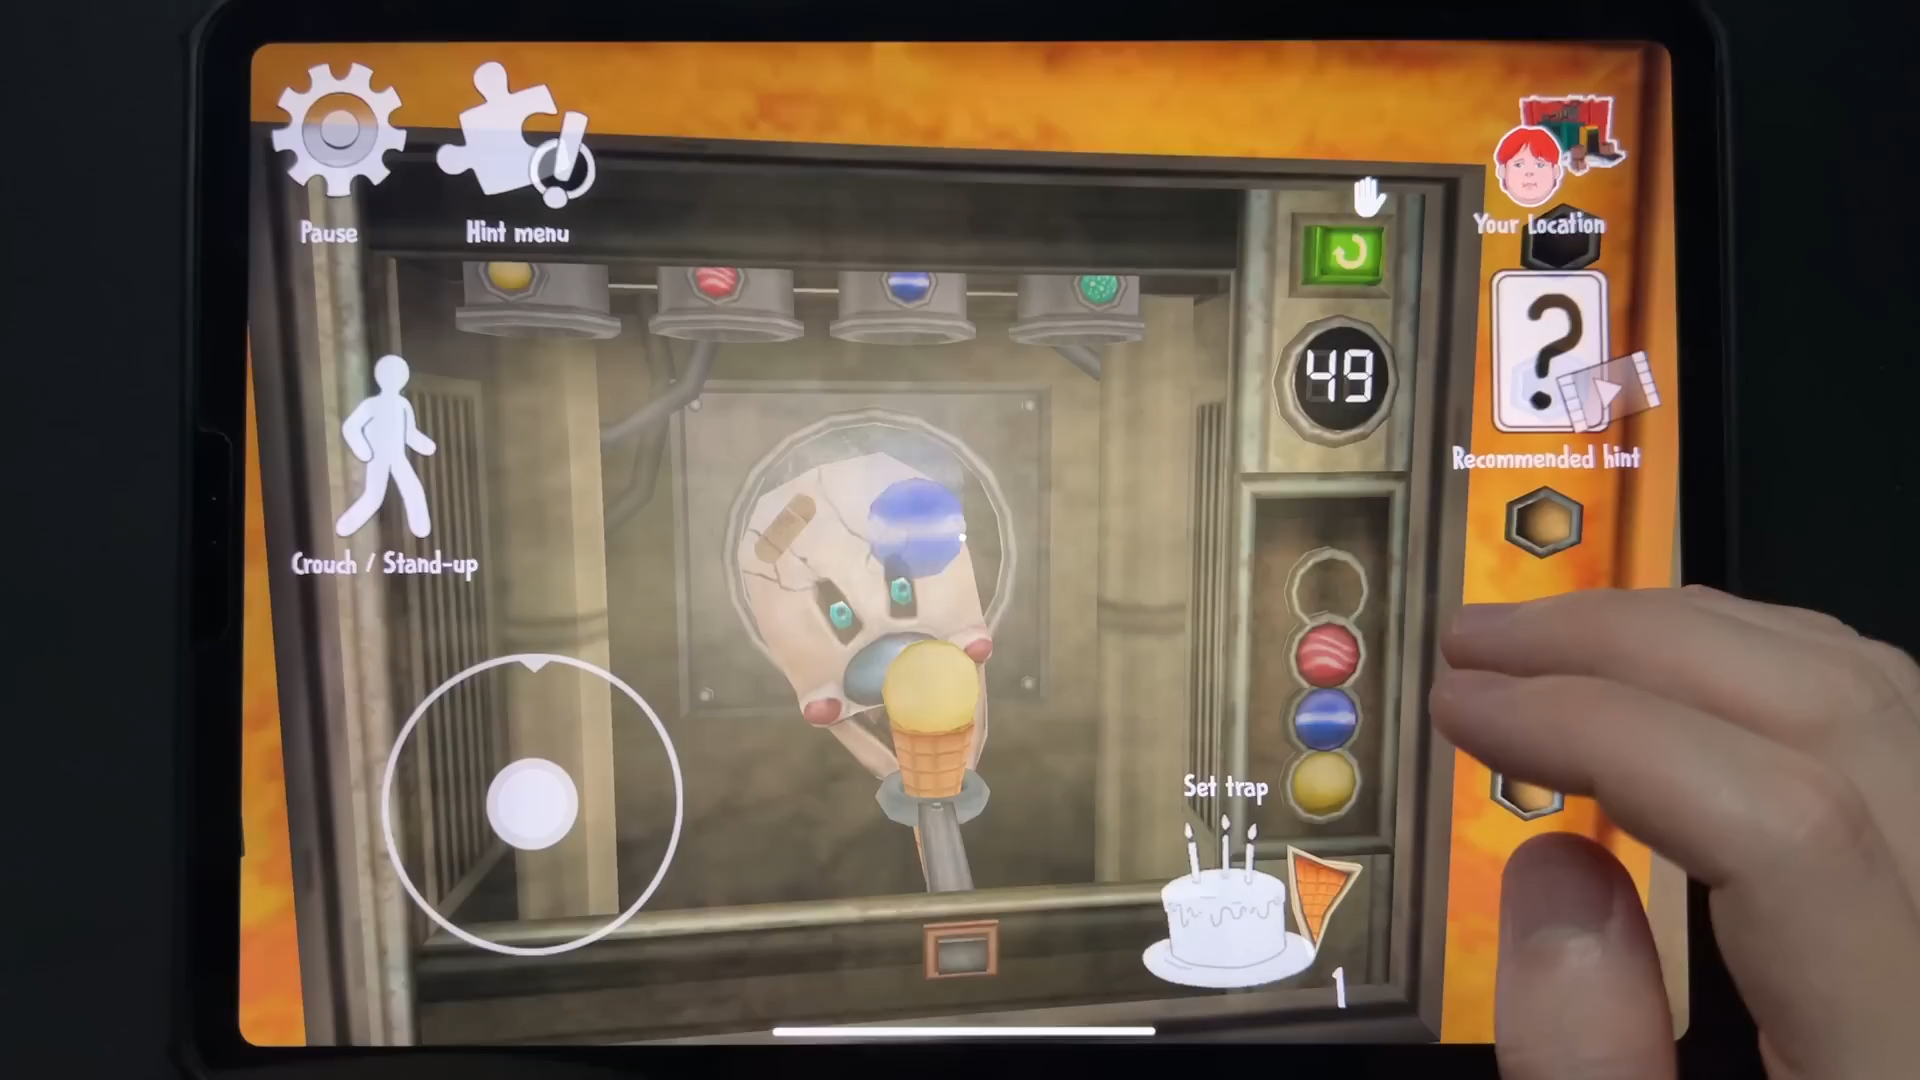 Pause
Hint menu
Your Location
49
Recommended hint
Crouch / Stand-up
Set trap
1